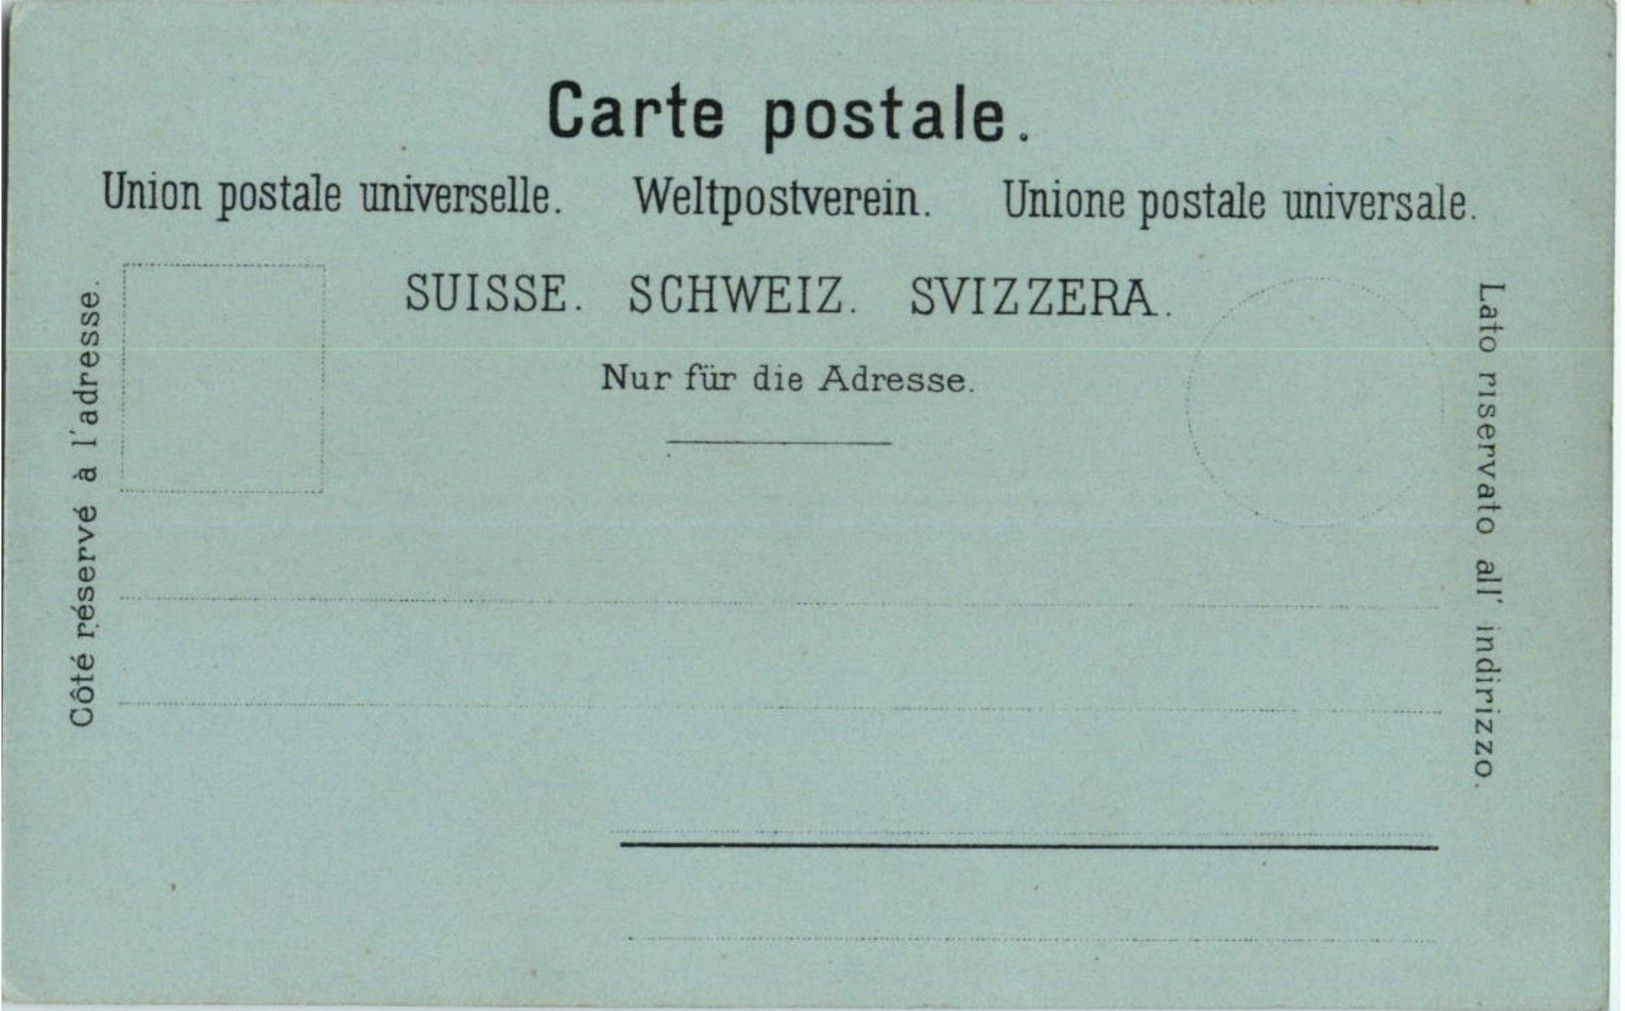 Carte postale.
Union postale universelle. Weltpostverein. Unione postale universale.
SUISSE. SCHWEIZ. SVIZZERA.
Nur für die Adresse.
Côté réservé à l'adresse.
Lato riservato all' indirizzo.